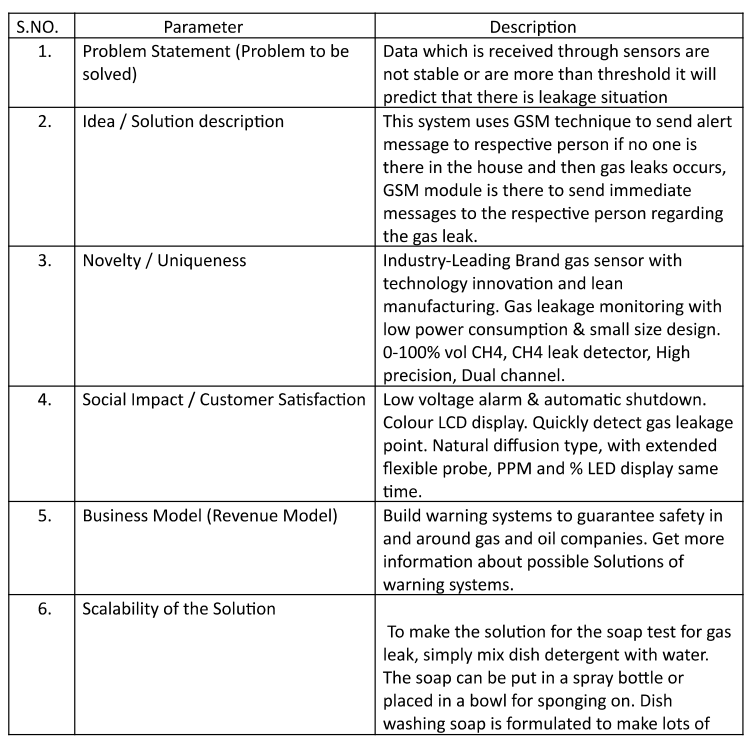 S.NO. Parameter Description
1. Problem Statement (Problem to be solved) Data which is received through sensors are
not stable or are more than threshold it will
predict that there is leakage situation
2. Idea / Solution description This system uses GSM technique to send alert
message to respective person if no one is
there in the house and then gas leaks occurs,
GSM module is there to send immediate
messages to the respective person regarding
the gas leak.
3. Novelty / Uniqueness Industry-Leading Brand gas sensor with
technology innovation and lean
manufacturing. Gas leakage monitoring with
low power consumption & small size design.
0-100% vol CH4, CH4 leak detector, High
precision, Dual channel.
4. Social Impact / Customer Satisfaction Low voltage alarm & automatic shutdown.
Colour LCD display. Quickly detect gas leakage
point. Natural diffusion type, with extended
flexible probe, PPM and % LED display same
time.
5. Business Model (Revenue Model) Build warning systems to guarantee safety in
and around gas and oil companies. Get more
information about possible Solutions of
warning systems.
6. Scalability of the Solution
To make the solution for the soap test for gas
leak, simply mix dish detergent with water.
The soap can be put in a spray bottle or
placed in a bowl for sponging on. Dish
washing soap is formulated to make lots of